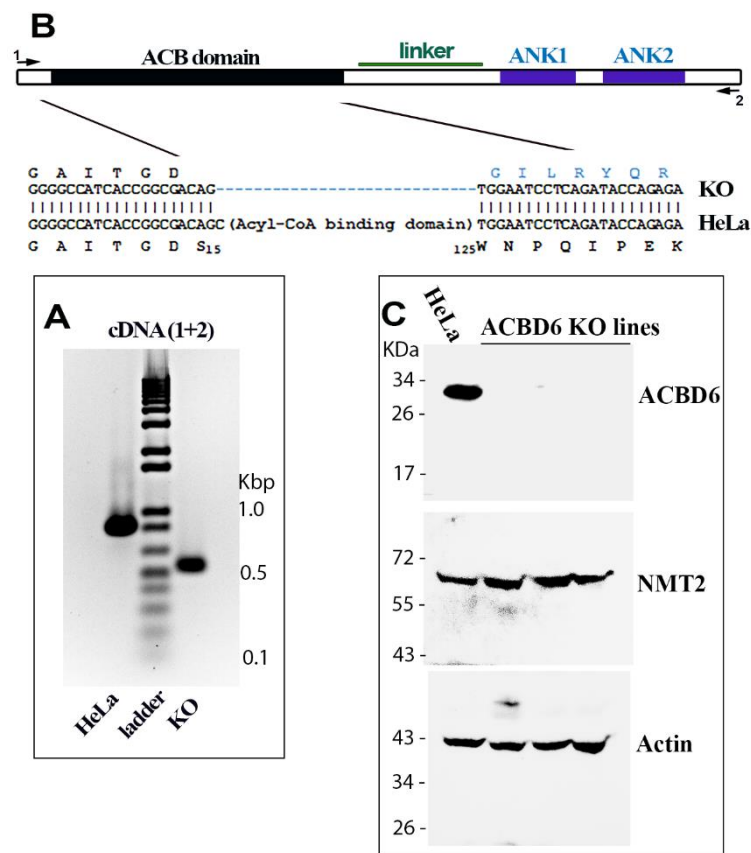 B
ACB domain
linker
ANK1
ANK2
1
2
G A I T G D
G I L R Y Q R
GGGGCCATCACCGGCGACAG--------------------------TGGAATCCTCAGATACCAGAGA
KO
GGGGCCATCACCGGCGACAGC(Acyl-CoA binding domain)TGGAATCCTCAGATACCAGAGA
HeLa
G A I T G D S15
125W N P Q I P E K
A
cDNA (1+2)
Kbp
1.0
0.5
0.1
HeLa
ladder
KO
C
HeLa
ACBD6 KO lines
KDa
34 -
26 -
17 -
ACBD6
72 -
55 -
43 -
NMT2
43 -
34 -
26 -
Actin